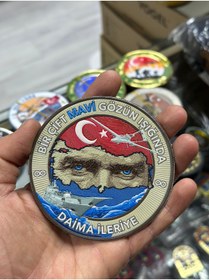 BİR ÇİFT MAVİ GÖZÜN IŞIĞINDA
DAİMA İLERİYE